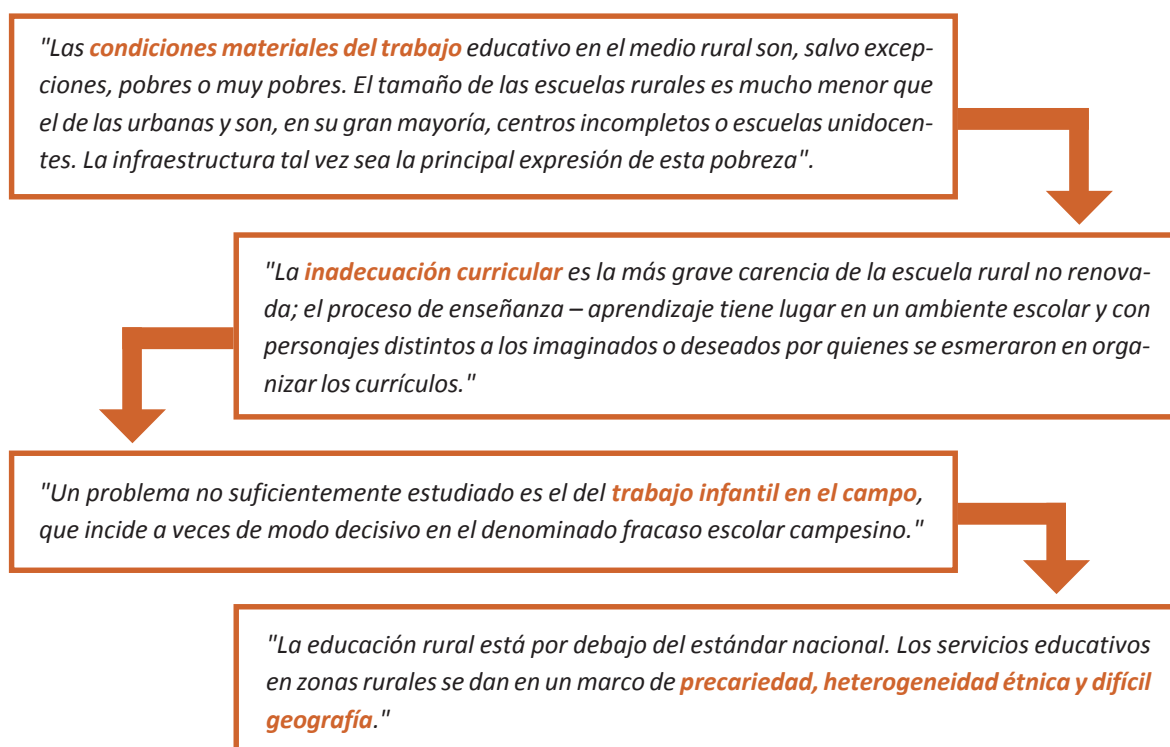 "Las condiciones materiales del trabajo educativo en el medio rural son, salvo excep-
ciones, pobres o muy pobres. El tamaño de las escuelas rurales es mucho menor que
el de las urbanas y son, en su gran mayoría, centros incompletos o escuelas unidocen-
tes. La infraestructura tal vez sea la principal expresión de esta pobreza".
"La inadecuación curricular es la más grave carencia de la escuela rural no renova-
da; el proceso de enseñanza – aprendizaje tiene lugar en un ambiente escolar y con
personajes distintos a los imaginados o deseados por quienes se esmeraron en orga-
nizar los currículos."
"Un problema no suficientemente estudiado es el del trabajo infantil en el campo,
que incide a veces de modo decisivo en el denominado fracaso escolar campesino."
"La educación rural está por debajo del estándar nacional. Los servicios educativos
en zonas rurales se dan en un marco de precariedad, heterogeneidad étnica y difícil
geografía."